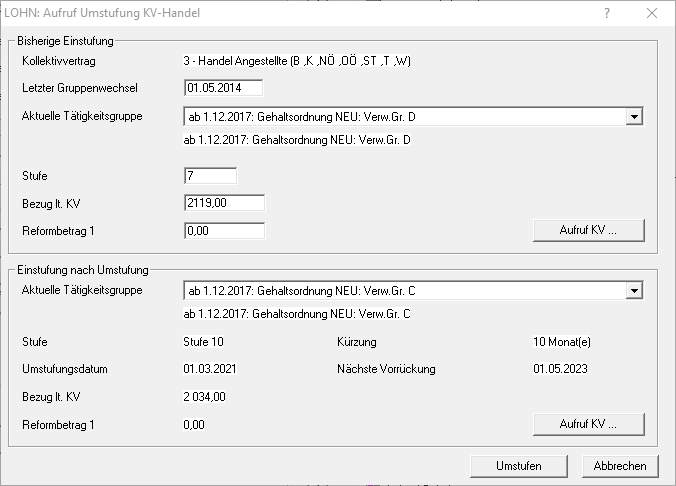 LOHN: Aufruf Umstufung KV-Handel
Bisherige Einstufung
Kollektivvertrag 3 - Handel Angestellte (B ,K ,NÖ ,OÖ ,ST ,T ,W)
Letzter Gruppenwechsel 01.05.2014
Aktuelle Tätigkeitsgruppe ab 1.12.2017: Gehaltsordnung NEU: Verw.Gr. D
ab 1.12.2017: Gehaltsordnung NEU: Verw.Gr. D
Stufe 7
Bezug lt. KV 2119,00
Reformbetrag 1 0,00 Aufruf KV ...
Einstufung nach Umstufung
Aktuelle Tätigkeitsgruppe ab 1.12.2017: Gehaltsordnung NEU: Verw.Gr. C
ab 1.12.2017: Gehaltsordnung NEU: Verw.Gr. C
Stufe Stufe 10 Kürzung 10 Monat(e)
Umstufungsdatum 01.03.2021 Nächste Vorrückung 01.05.2023
Bezug lt. KV 2 034,00
Reformbetrag 1 0,00 Aufruf KV ...
Umstufen Abbrechen